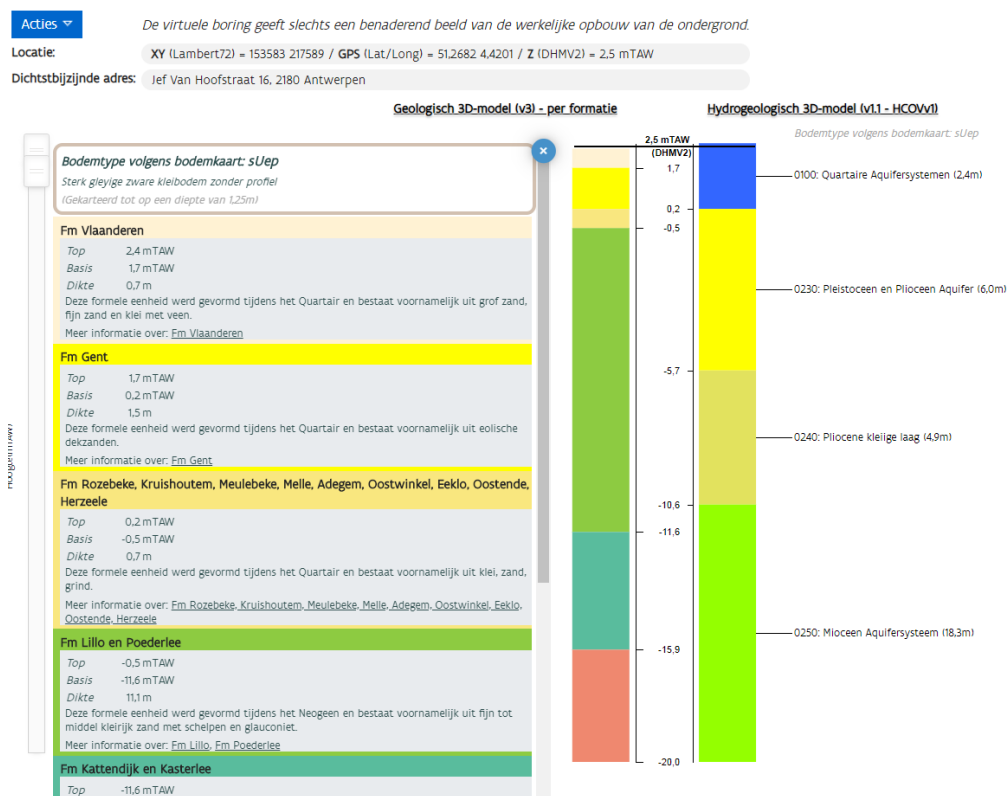 Acties
De virtuele boring geeft slechts een benaderend beeld van de werkelijke opbouw van de ondergrond.
Locatie:
XY (Lambert72) = 153583 217589 / GPS (Lat/Long) = 51,2682 4,4201 / Z (DHMV2) = 2,5 mTAW
Dichtstbijzijnde adres:
Jef Van Hoofstraat 16, 2180 Antwerpen
Geologisch 3D-model (v3) - per formatie
Hydrogeologisch 3D-model (v1.1 - HCOVv1)
Bodemtype volgens bodemkaart: sUep
Bodemtype volgens bodemkaart: sUep
Sterk gleyige zware kleibodem zonder profiel
(Gekarteerd tot op een diepte van 1,25m)
Fm Vlaanderen
Top 2,4 mTAW
Basis 1,7 mTAW
Dikte 0,7 m
Deze formele eenheid werd gevormd tijdens het Quartair en bestaat voornamelijk uit grof zand,
fijn zand en klei met veen.
Meer informatie over: Fm Vlaanderen
Fm Gent
Top 1,7 mTAW
Basis 0,2 mTAW
Dikte 1,5 m
Deze formele eenheid werd gevormd tijdens het Quartair en bestaat voornamelijk uit eolische
dekzanden.
Meer informatie over: Fm Gent
Fm Rozebeke, Kruishoutem, Meulebeke, Melle, Adegem, Oostwinkel, Eeklo, Oostende,
Herzeele
Top 0,2 mTAW
Basis -0,5 mTAW
Dikte 0,7 m
Deze formele eenheid werd gevormd tijdens het Quartair en bestaat voornamelijk uit klei, zand,
grind.
Meer informatie over: Fm Rozebeke, Kruishoutem, Meulebeke, Melle, Adegem, Oostwinkel, Eeklo,
Oostende, Herzeele
Fm Lillo en Poederlee
Top -0,5 mTAW
Basis -11,6 mTAW
Dikte 11,1 m
Deze formele eenheid werd gevormd tijdens het Neogeen en bestaat voornamelijk uit fijn tot
middel kleirijk zand met schelpen en glauconiet.
Meer informatie over: Fm Lillo, Fm Poederlee
Fm Kattendijk en Kasterlee
Top -11,6 mTAW
2,5 mTAW
(DHMV2)
1,7
0,2
-0,5
-5,7
-10,6
-11,6
-15,9
-20,0
0100: Quartaire Aquifersystemen (2,4m)
0230: Pleistoceen en Plioceen Aquifer (6,0m)
0240: Pliocene kleiige laag (4,9m)
0250: Mioceen Aquifersysteem (18,3m)